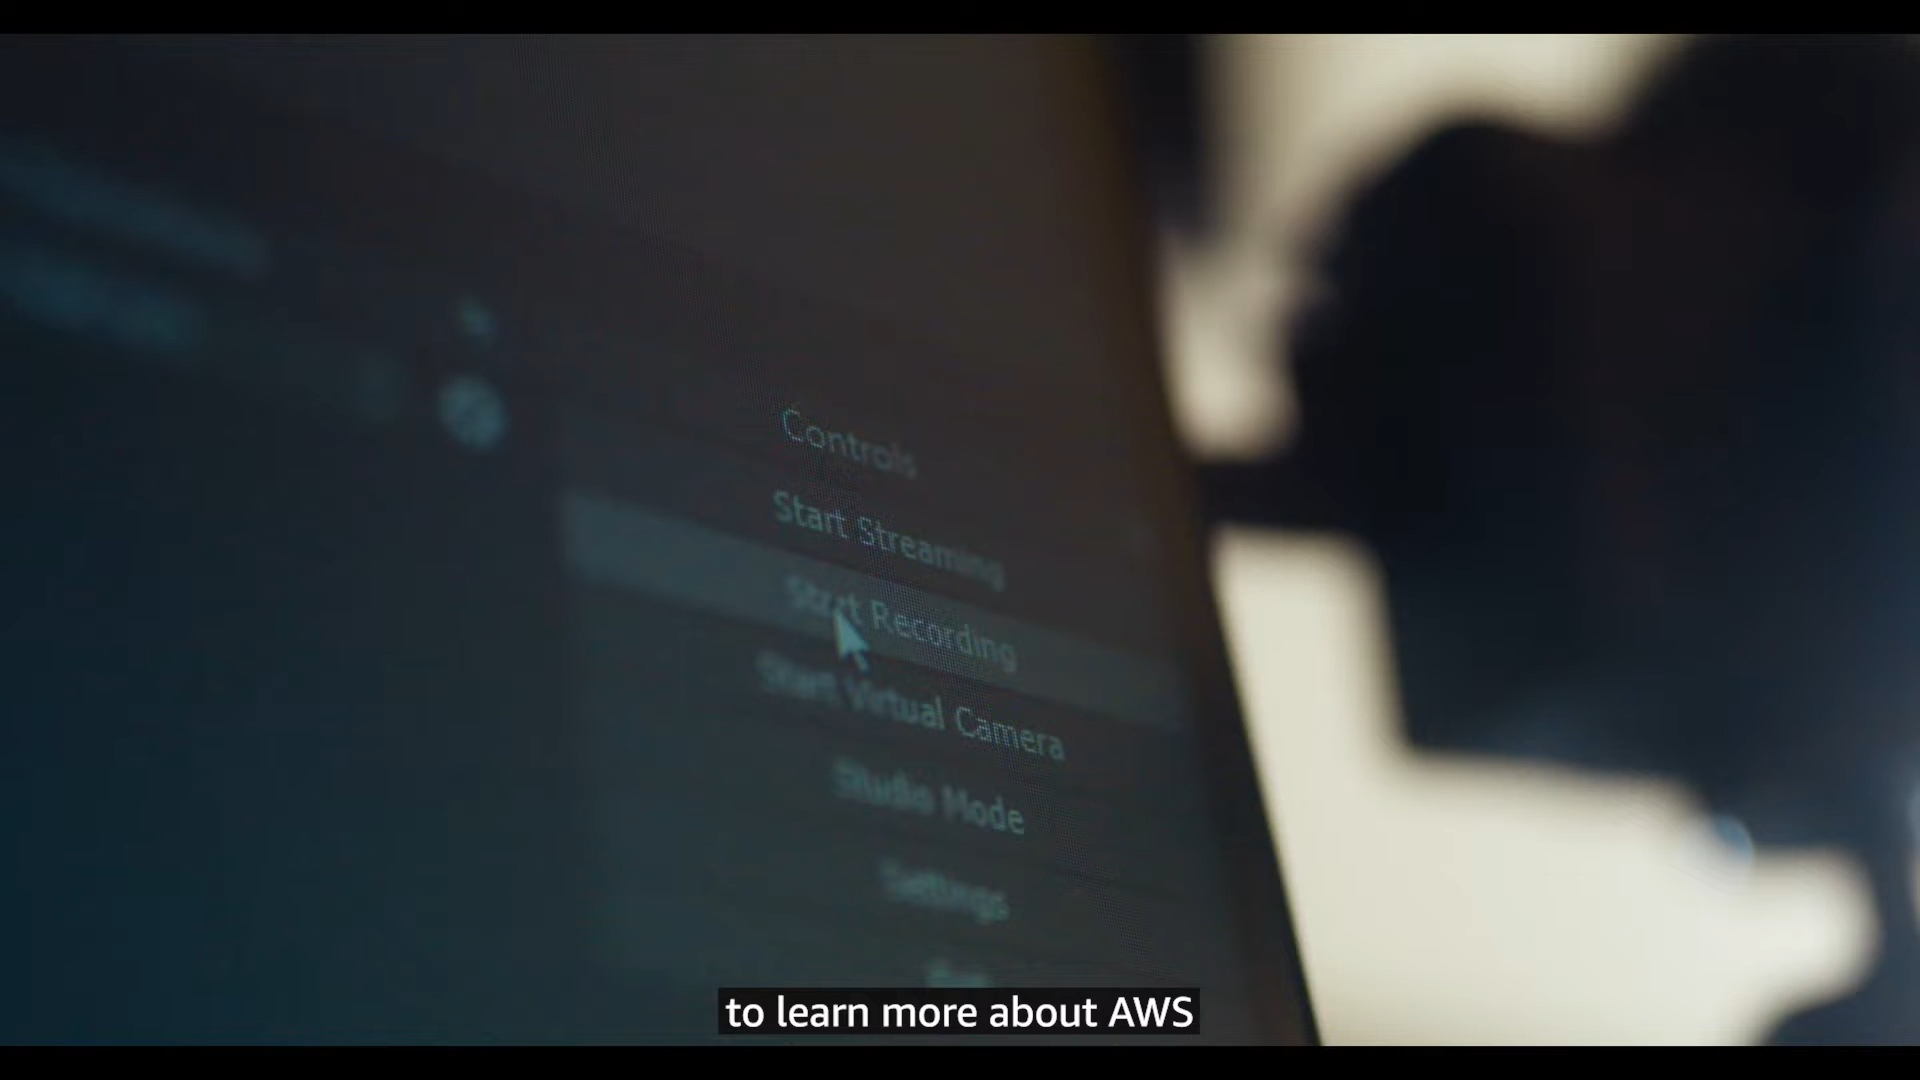 Controls
Start Streaming
Start Recording
Start Virtual Camera
Studio Mode
Settings
to learn more about AWS